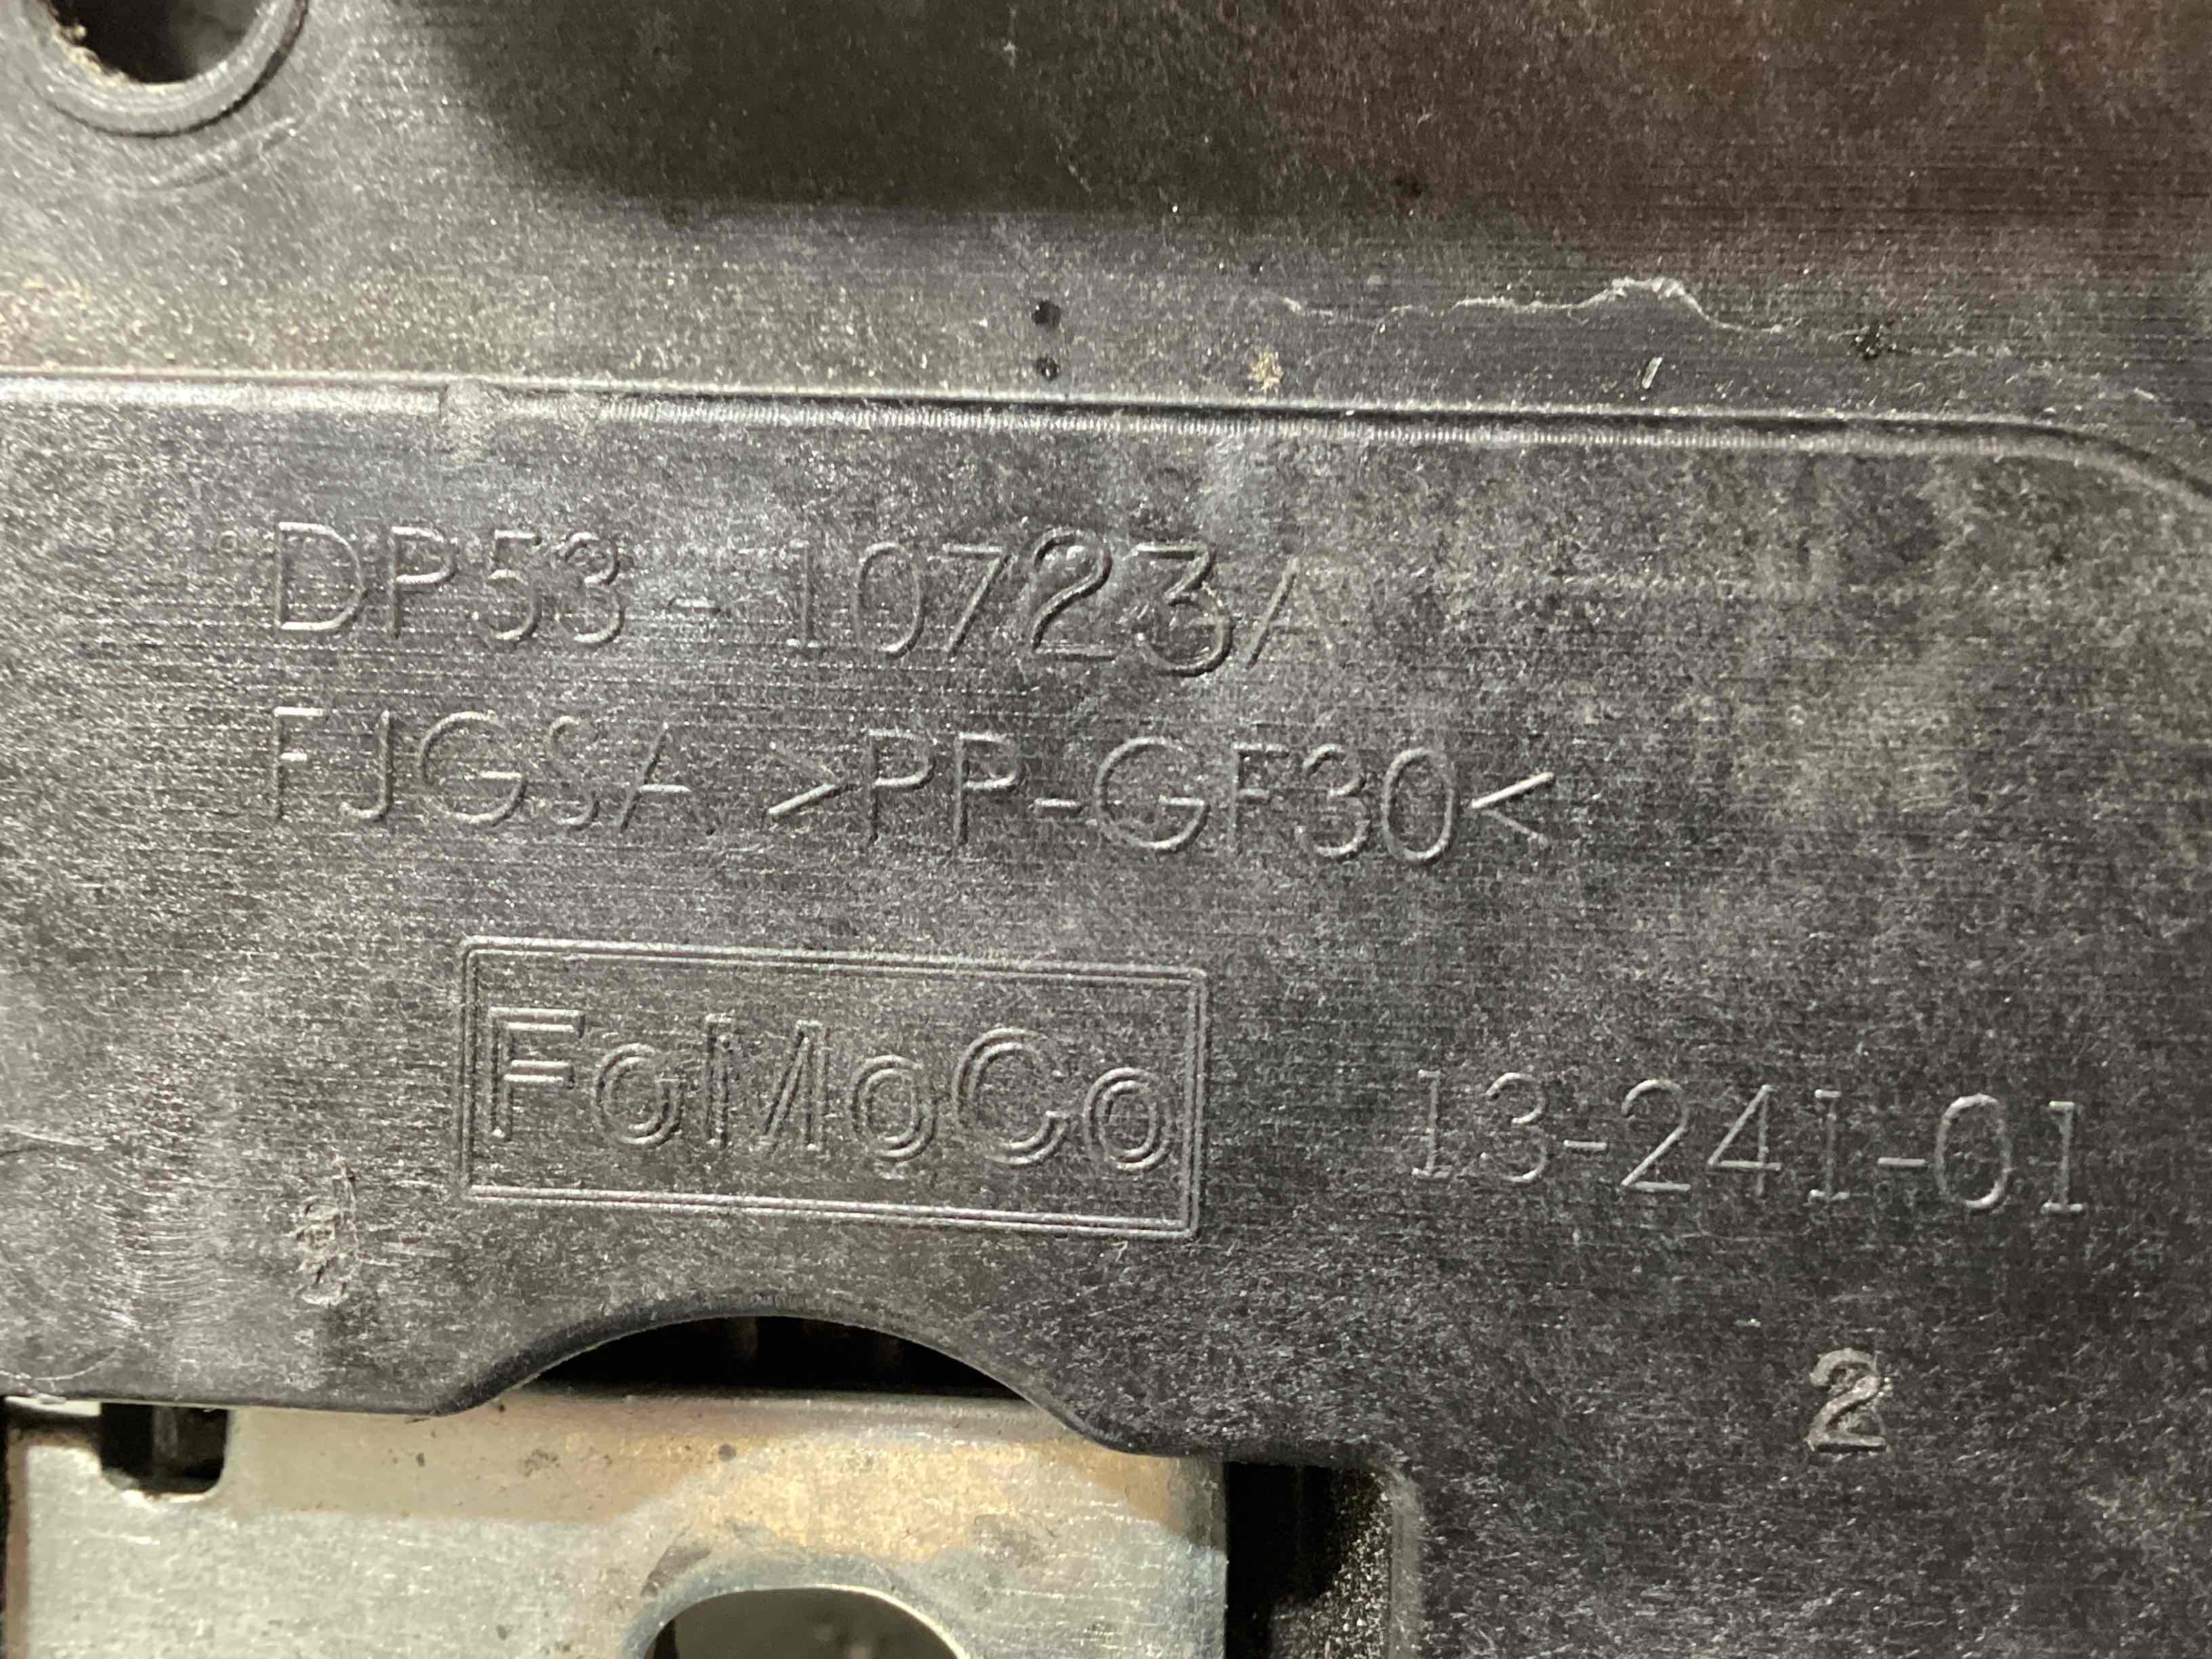 DP53-10723A
FJGSA >PP-GF30<
FoMoCo
13-241-01
2